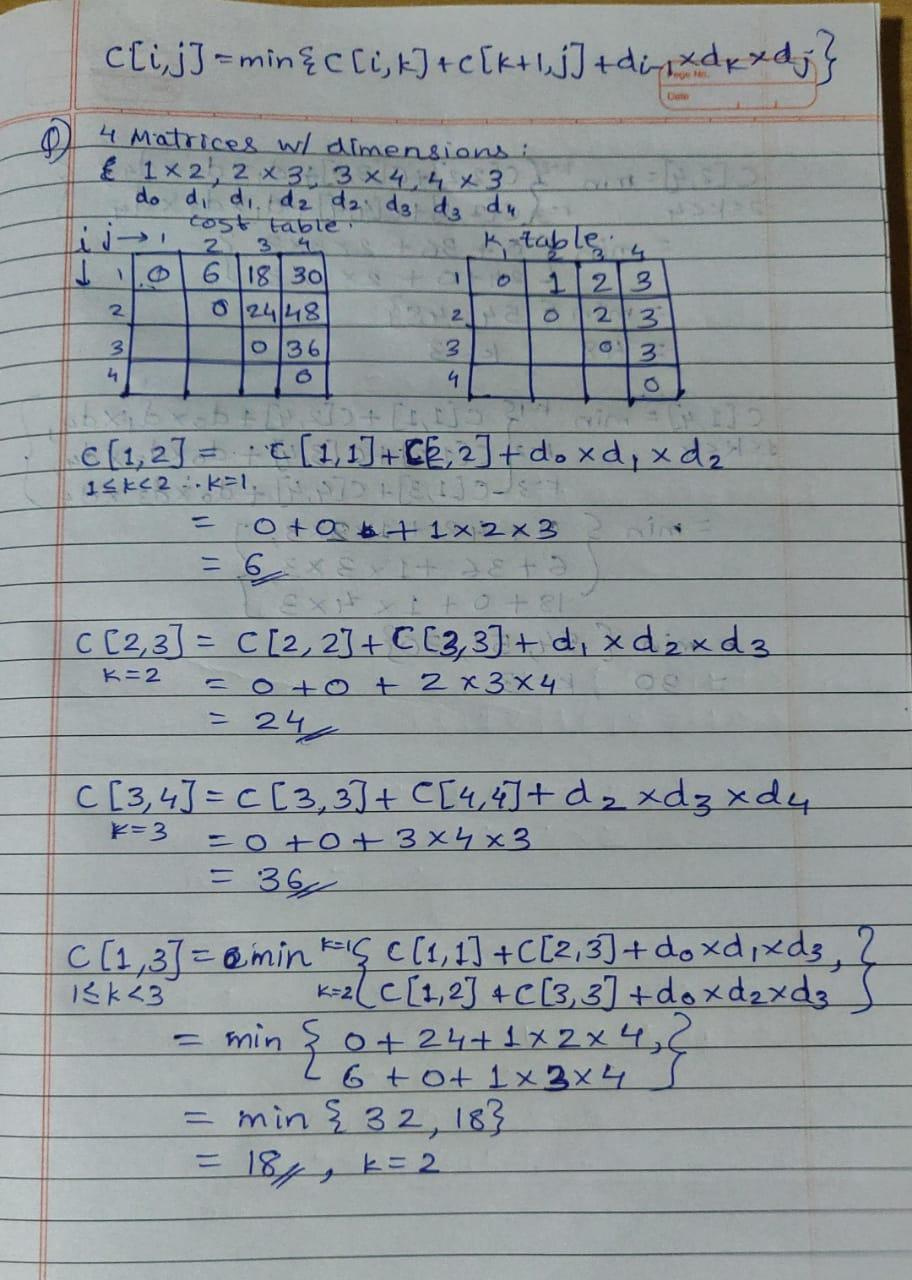 C[i,j] = min{C[i,k] + C[k+1,j] + di-1 × dk × dj}
Page No.
Date
Q) 4 Matrices w/ dimensions:
1×2, 2×3, 3×4, 4×3
d0 d1 d1 d2 d2 d3 d3 d4
cost table. K-table.
i j → 1 2 3 4 1 2 3 4
↓ 1 0 6 18 30 1 0 1 2 3
2 0 24 48 2 0 2 3
3 0 36 3 0 3
4 0 4 0
C[1,2] = C[1,1] + C[2,2] + d0 × d1 × d2
1≤k<2 ∴ k=1.
= 0+0 + 1×2×3
= 6
C[2,3] = C[2,2] + C[3,3] + d1 × d2 × d3
k=2 = 0+0 + 2×3×4
= 24
C[3,4] = C[3,3] + C[4,4] + d2 × d3 × d4
k=3 = 0+0+3×4×3
= 36
C[1,3] = min k=1{ C[1,1] + C[2,3] + d0×d1×d3, }
1≤k<3 k=2{ C[1,2] + C[3,3] + d0×d2×d3 }
= min { 0+24+1×2×4, }
6+0+1×3×4
= min {32, 18}
= 18, k=2